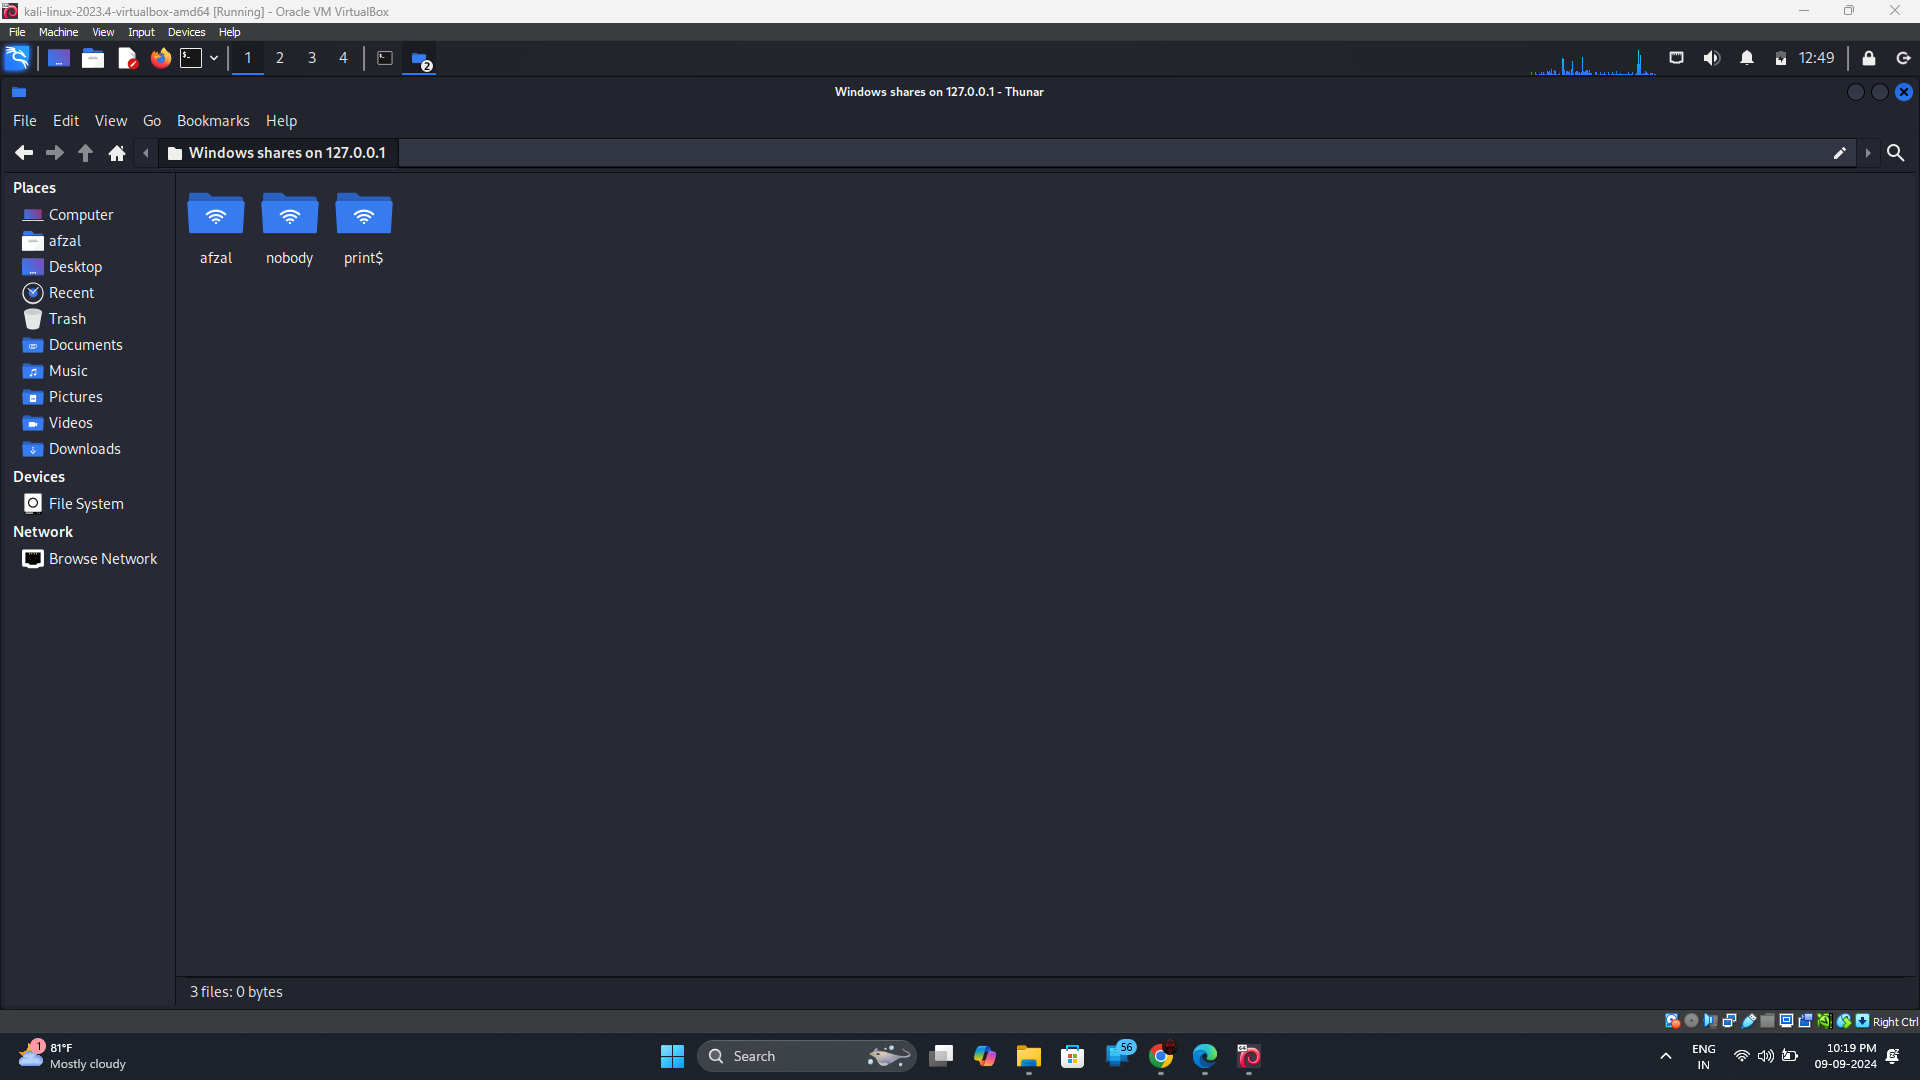 kali-linux-2023.4-virtualbox-amd64 [Running] - Oracle VM VirtualBox
File Machine View Input Devices Help
1 2 3 4 2 12:49
Windows shares on 127.0.0.1 - Thunar
File Edit View Go Bookmarks Help
Windows shares on 127.0.0.1
Places
Computer
afzal
Desktop
Recent
Trash
Documents
Music
Pictures
Videos
Downloads
Devices
File System
Network
Browse Network
afzal nobody print$
3 files: 0 bytes
Right Ctrl
1 81°F
Mostly cloudy
Search
56
64
ENG
IN
10:19 PM
09-09-2024